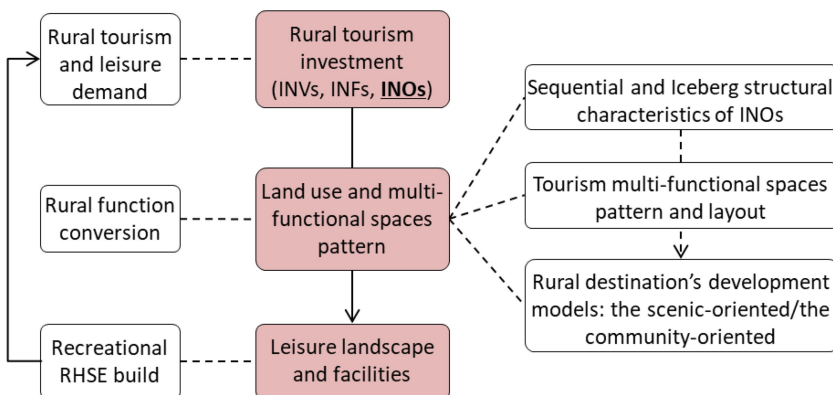 Rural tourism
and leisure
demand
Rural tourism
investment
(INVs, INFs, INOs)
Sequential and Iceberg structural
characteristics of INOs
Rural function
conversion
Land use and multi-
functional spaces
pattern
Tourism multi-functional spaces
pattern and layout
Rural destination’s development
models: the scenic-oriented/the
community-oriented
Recreational
RHSE build
Leisure landscape
and facilities